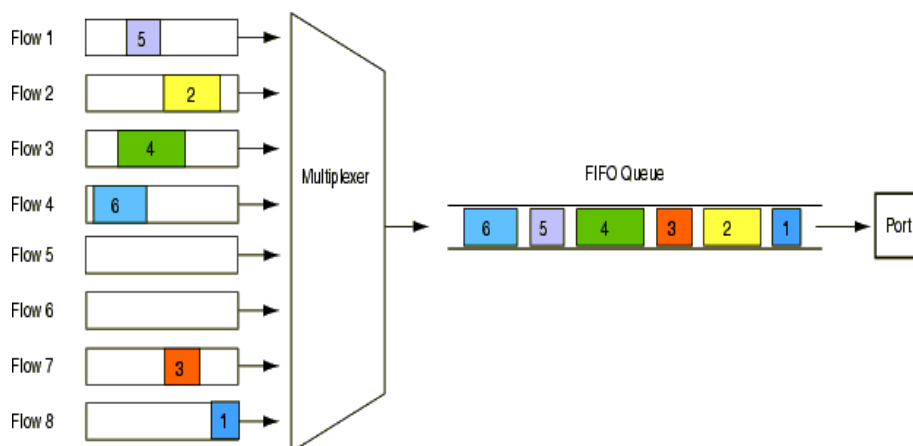 Flow 1
5
Flow 2
2
Flow 3
4
Flow 4
6
Flow 5
Flow 6
Flow 7
3
Flow 8
1
Multiplexer
FIFO Queue
6 5 4 3 2 1
Port